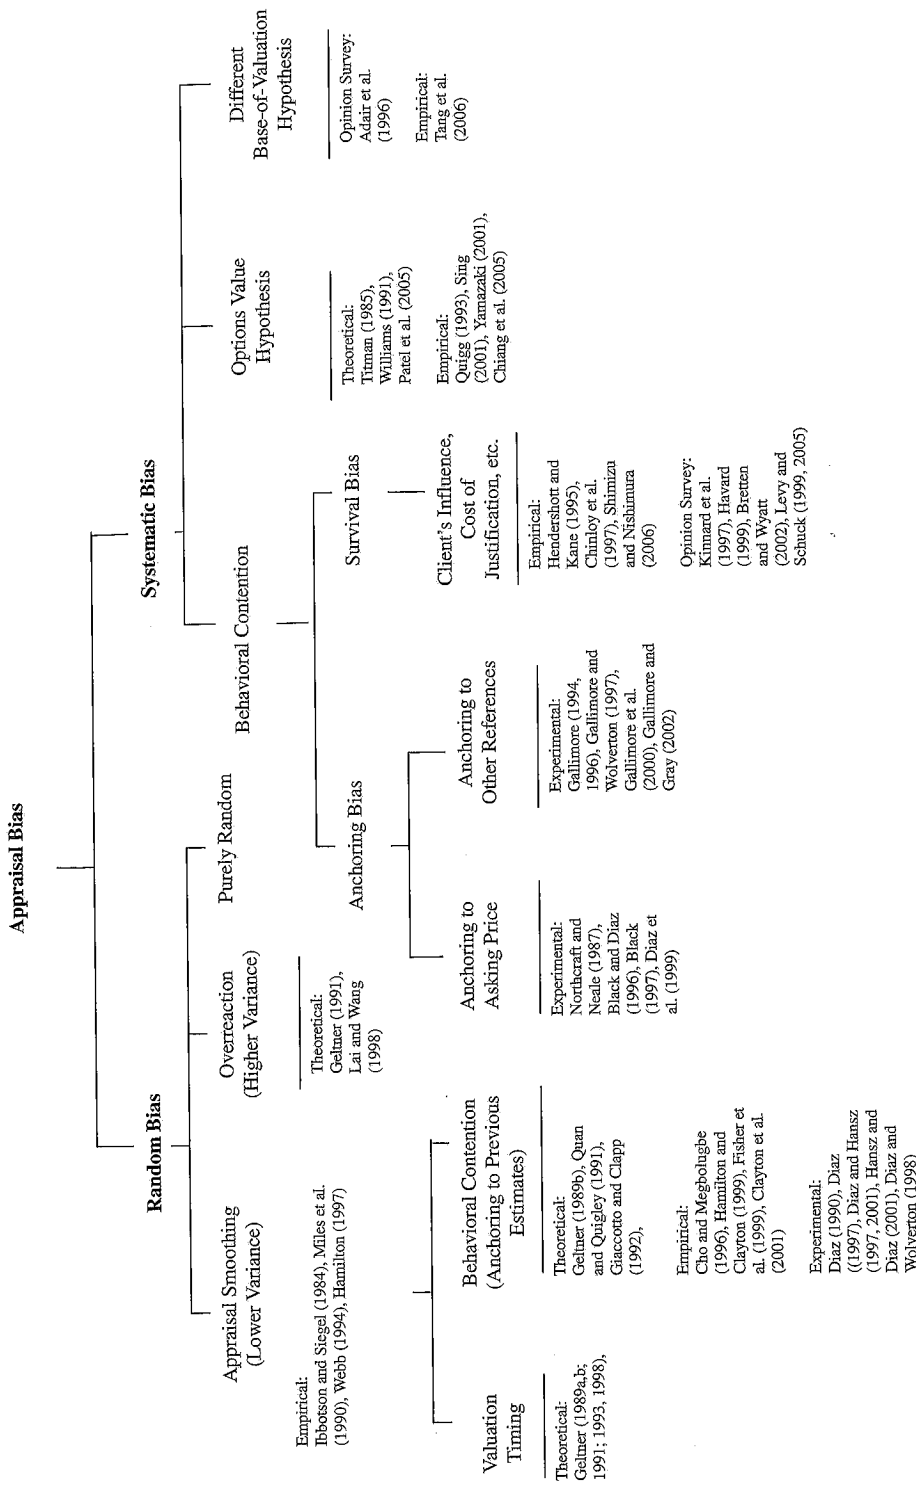 Appraisal Bias
Random Bias
Systematic Bias
Appraisal Smoothing
(Lower Variance)
Overreaction
(Higher Variance)
Purely Random
Behavioral Contention
Options Value
Hypothesis
Different
Base-of-Valuation
Hypothesis
Empirical:
Ibbotson and Siegel (1984), Miles et al.
(1990), Webb (1994), Hamilton (1997)
Theoretical:
Geltner (1991),
Lai and Wang
(1998)
Anchoring Bias
Survival Bias
Theoretical:
Titman (1985),
Williams (1991),
Patel et al. (2005)
Empirical:
Quigg (1993), Sing
(2001), Yamazaki (2001),
Chiang et al. (2005)
Opinion Survey:
Adair et al.
(1996)
Empirical:
Tang et al.
(2006)
Valuation
Timing
Behavioral Contention
(Anchoring to Previous
Estimates)
Anchoring to
Asking Price
Anchoring to
Other References
Client's Influence,
Cost of
Justification, etc.
Theoretical:
Geltner (1989a,b;
1991; 1993, 1998),
Theoretical:
Geltner (1989b), Quan
and Quigley (1991),
Giaccotto and Clapp
(1992),
Empirical:
Cho and Megbolugbe
(1996), Hamilton and
Clayton (1999), Fisher et
al. (1999), Clayton et al.
(2001)
Experimental:
Diaz (1990), Diaz
((1997), Diaz and Hansz
(1997, 2001), Hansz and
Diaz (2001), Diaz and
Wolverton (1998)
Experimental:
Northcraft and
Neale (1987),
Black and Diaz
(1996), Black
(1997), Diaz et
al. (1999)
Experimental:
Gallimore (1994,
1996), Gallimore and
Wolverton (1997),
Gallimore et al.
(2000), Gallimore and
Gray (2002)
Empirical:
Hendershott and
Kane (1995),
Chinloy et al.
(1997), Shimizu
and Nishimura
(2006)
Opinion Survey:
Kinnard et al.
(1997), Havard
(1999), Bretten
and Wyatt
(2002), Levy and
Schuck (1999, 2005)